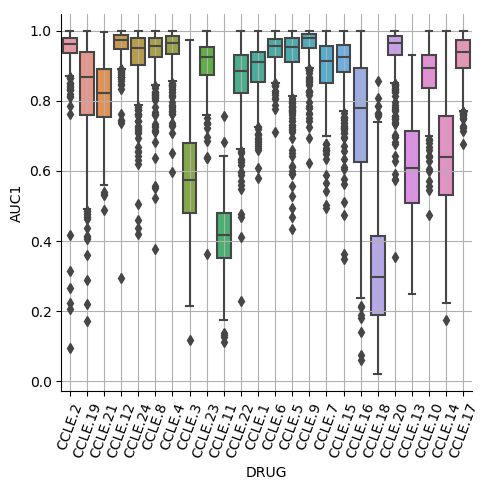 1.0
0.8
0.6
0.4
0.2
0.0
AUC1
CCLE.2
CCLE.19
CCLE.21
CCLE.12
CCLE.24
CCLE.8
CCLE.4
CCLE.3
CCLE.23
CCLE.11
CCLE.22
CCLE.1
CCLE.6
CCLE.5
CCLE.9
CCLE.7
CCLE.15
CCLE.16
CCLE.18
CCLE.20
CCLE.13
CCLE.10
CCLE.14
CCLE.17
DRUG